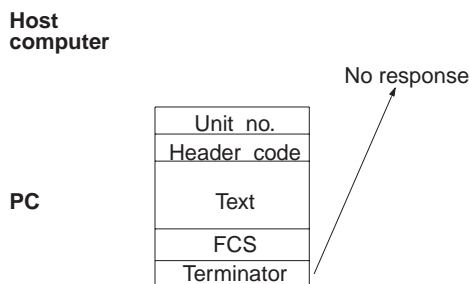 Host
computer
No response
Unit no.
Header code
PC
Text
FCS
Terminator